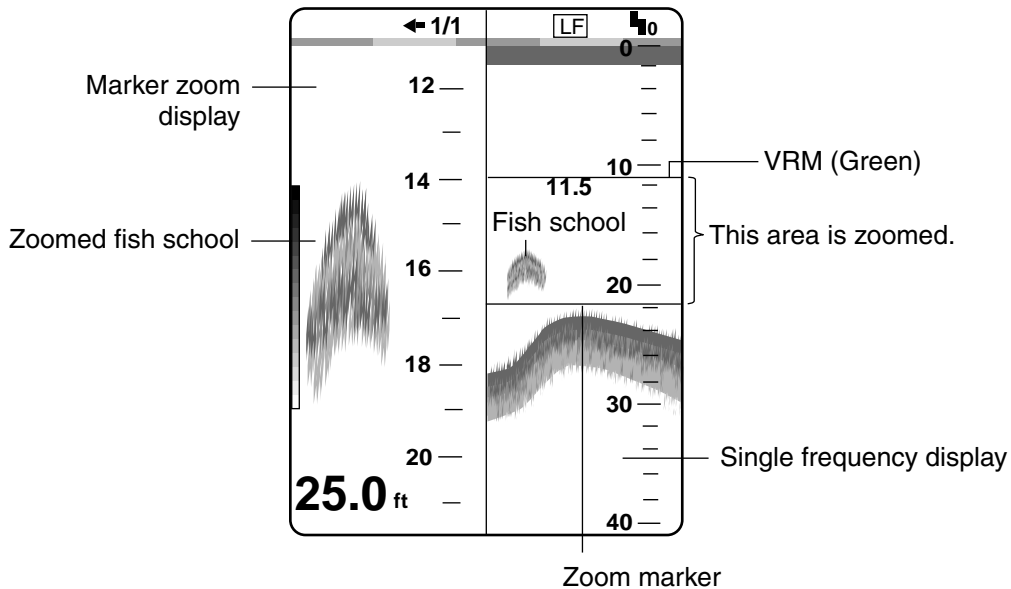 1/1
LF
0
Marker zoom
display
Zoomed fish school
12
14
16
18
20
25.0 ft
0
10
11.5
Fish school
20
30
40
VRM (Green)
This area is zoomed.
Single frequency display
Zoom marker